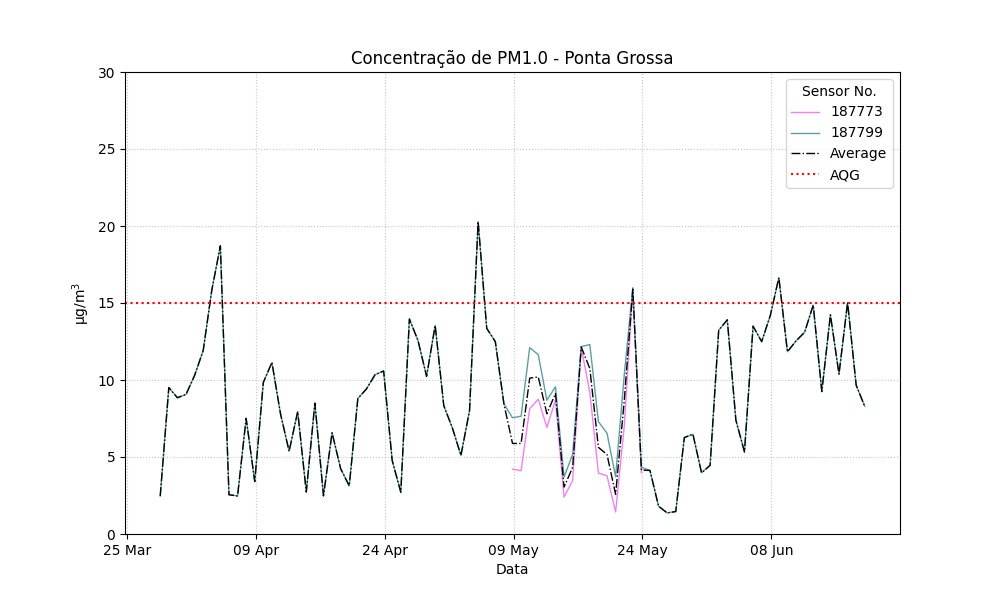 Concentração de PM1.0 - Ponta Grossa
Sensor No.
187773
187799
Average
AQG
30
25
20
15
10
5
0
µg/m³
25 Mar
09 Apr
24 Apr
09 May
24 May
08 Jun
Data